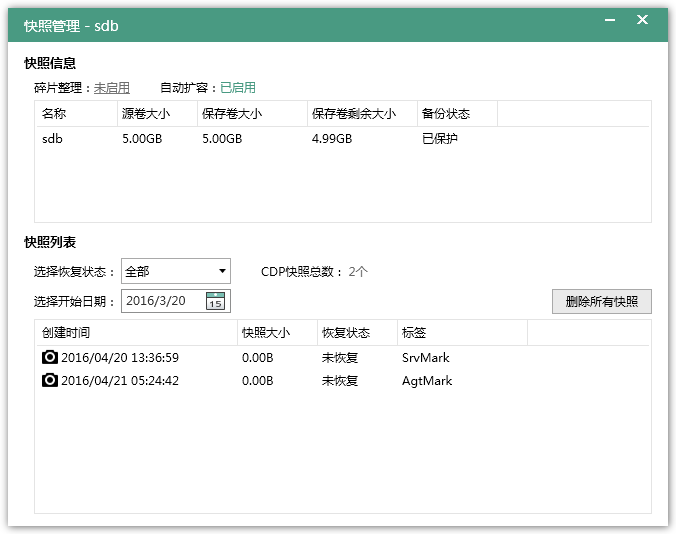 快照管理 - sdb
快照信息
碎片整理：未启用 自动扩容：已启用
名称 源卷大小 保存卷大小 保存卷剩余大小 备份状态
sdb 5.00GB 5.00GB 4.99GB 已保护
快照列表
选择恢复状态： 全部 CDP快照总数： 2个
选择开始日期： 2016/3/20 15 删除所有快照
创建时间 快照大小 恢复状态 标签
2016/04/20 13:36:59 0.00B 未恢复 SrvMark
2016/04/21 05:24:42 0.00B 未恢复 AgtMark